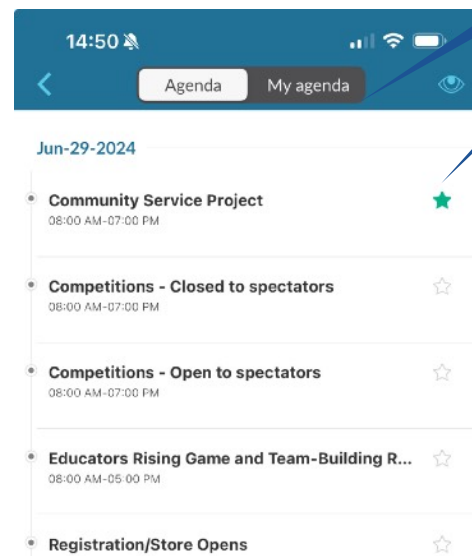 14:50
Agenda My agenda
Jun-29-2024
Community Service Project
08:00 AM-07:00 PM
Competitions - Closed to spectators
08:00 AM-07:00 PM
Competitions - Open to spectators
08:00 AM-07:00 PM
Educators Rising Game and Team-Building R...
08:00 AM-05:00 PM
Registration/Store Opens